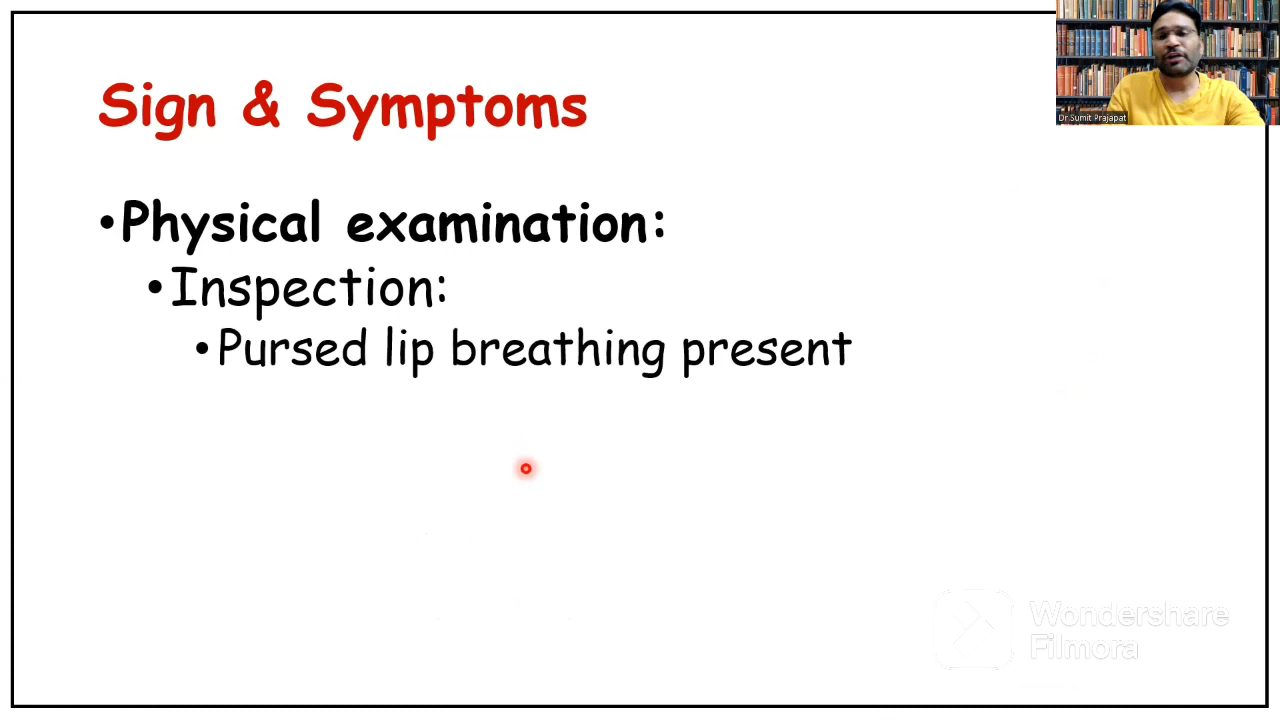 Dr.Sumit Prajapat
Sign & Symptoms
•Physical examination:
•Inspection:
•Pursed lip breathing present
Wondershare
Filmora